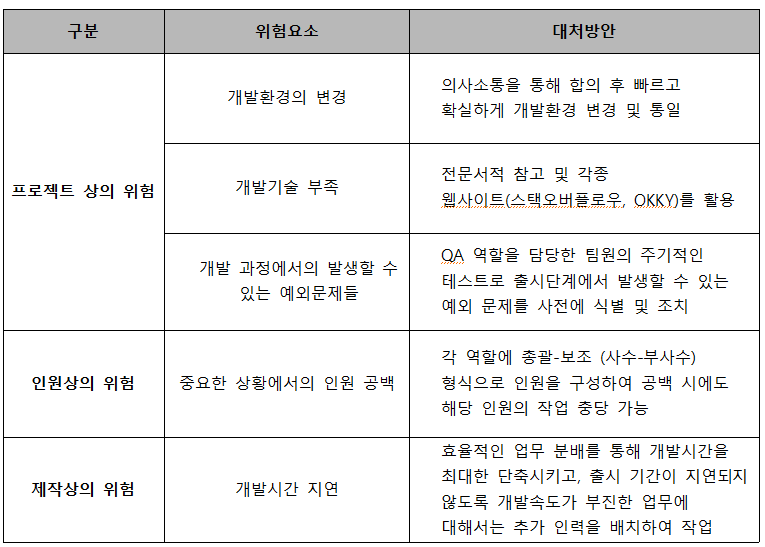 구분 위험요소 대처방안
프로젝트 상의 위험
개발환경의 변경
의사소통을 통해 합의 후 빠르고
확실하게 개발환경 변경 및 통일
개발기술 부족
전문서적 참고 및 각종
웹사이트(스택오버플로우, OKKY)를 활용
개발 과정에서의 발생할 수
있는 예외문제들
QA 역할을 담당한 팀원의 주기적인
테스트로 출시단계에서 발생할 수 있는
예외 문제를 사전에 식별 및 조치
인원상의 위험
중요한 상황에서의 인원 공백
각 역할에 총괄-보조 (사수-부사수)
형식으로 인원을 구성하여 공백 시에도
해당 인원의 작업 충당 가능
제작상의 위험
개발시간 지연
효율적인 업무 분배를 통해 개발시간을
최대한 단축시키고, 출시 기간이 지연되지
않도록 개발속도가 부진한 업무에
대해서는 추가 인력을 배치하여 작업